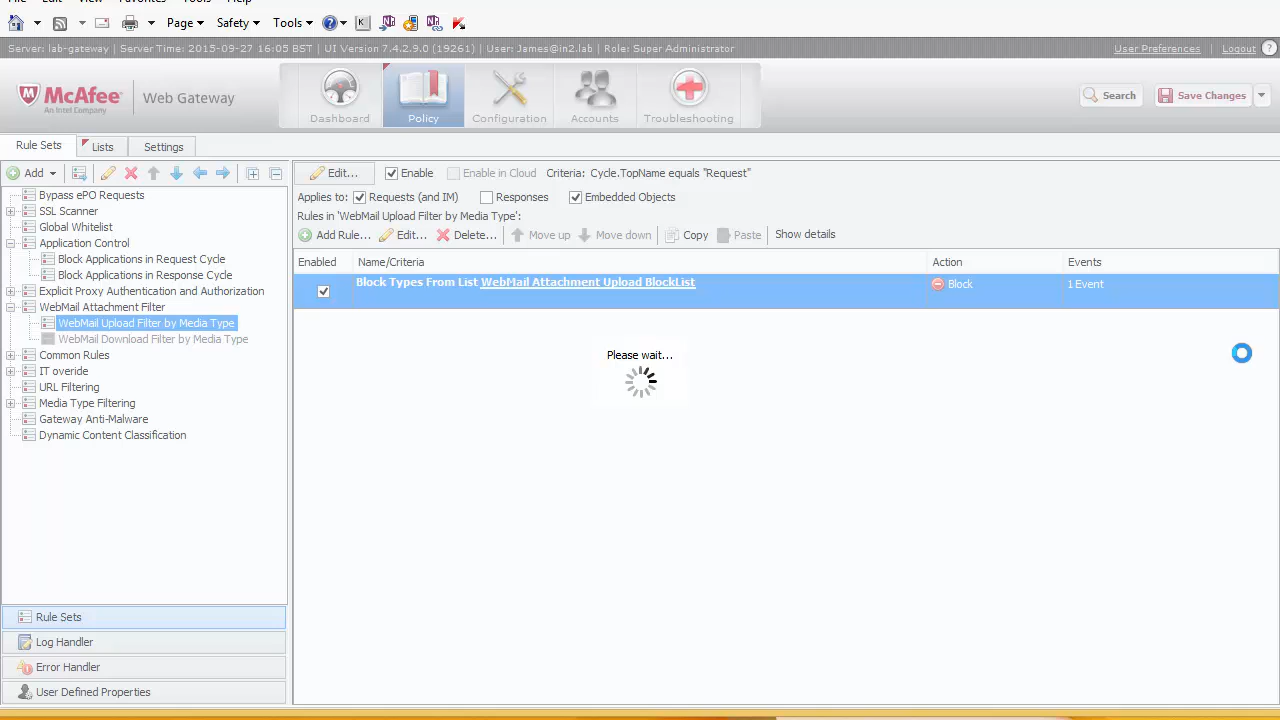 Page Safety Tools
Server: lab-gateway | Server Time: 2015-09-27 16:05 BST | UI Version 7.4.2.9.0 (19261) | User: James@in2.lab | Role: Super Administrator
User Preferences | Logout ?
McAfee
An Intel Company
Web Gateway
Dashboard
Policy
Configuration
Accounts
Troubleshooting
Search
Save Changes
Rule Sets
Lists
Settings
Add
Bypass ePO Requests
SSL Scanner
Global Whitelist
Application Control
Block Applications in Request Cycle
Block Applications in Response Cycle
Explicit Proxy Authentication and Authorization
WebMail Attachment Filter
WebMail Upload Filter by Media Type
WebMail Download Filter by Media Type
Common Rules
IT overide
URL Filtering
Media Type Filtering
Gateway Anti-Malware
Dynamic Content Classification
Rule Sets
Log Handler
Error Handler
User Defined Properties
Edit... Enable Enable in Cloud Criteria: Cycle.TopName equals "Request"
Applies to: Requests (and IM) Responses Embedded Objects
Rules in 'WebMail Upload Filter by Media Type':
Add Rule... Edit... Delete... Move up Move down Copy Paste Show details
Enabled Name/Criteria Action Events
Block Types From List WebMail Attachment Upload BlockList Block 1 Event
Please wait...